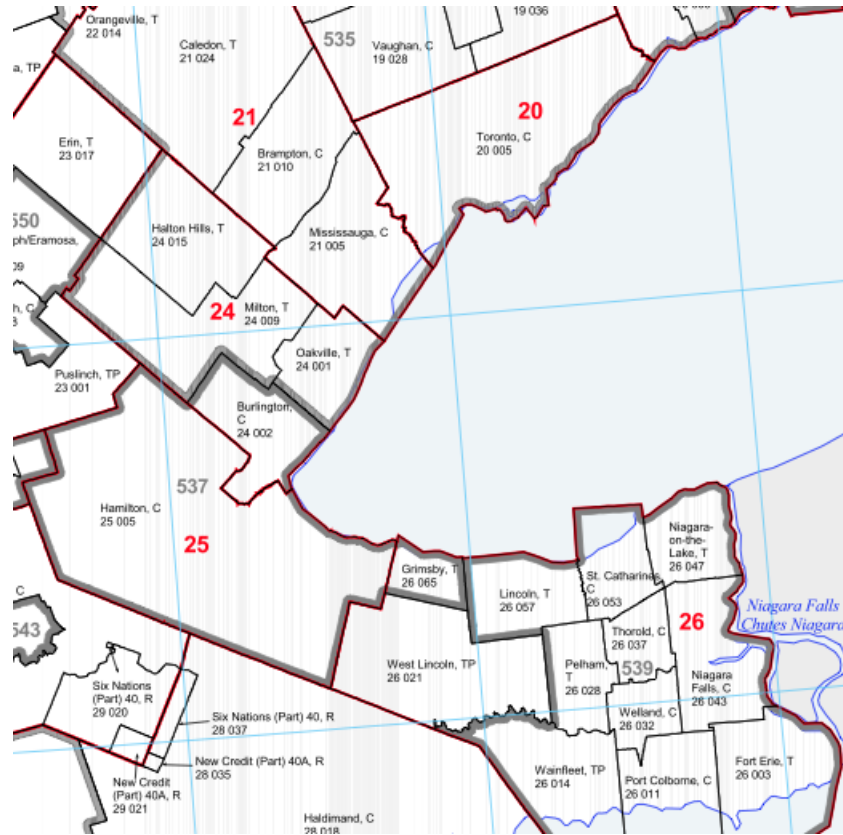 Orangeville, T
22 014
19 036
Caledon, T
21 024
535
Vaughan, C
19 028
a, TP
21
20
Erin, T
23 017
Toronto, C
20 005
Brampton, C
21 010
550
ph/Eramosa,
09
Halton Hills, T
24 015
Mississauga, C
21 005
h, C
3
24
Milton, T
24 009
Oakville, T
24 001
Puslinch, TP
23 001
Burlington,
C
24 002
537
Hamilton, C
25 005
25
Grimsby, T
26 065
Niagara-
on-the-
Lake, T
26 047
Lincoln, T
26 057
St. Catharines,
C
26 053
C
543
Niagara Falls
Chutes Niagara
26
Thorold, C
26 037
West Lincoln, TP
26 021
Pelham,
T
26 028
539
Niagara
Falls, C
26 043
Six Nations
(Part) 40, R
29 020
Six Nations (Part) 40, R
28 037
Welland, C
26 032
New Credit (Part) 40A, R
28 035
New Credit
(Part) 40A, R
29 021
Wainfleet, TP
26 014
Port Colborne, C
26 011
Fort Erie, T
26 003
Haldimand, C
28 018